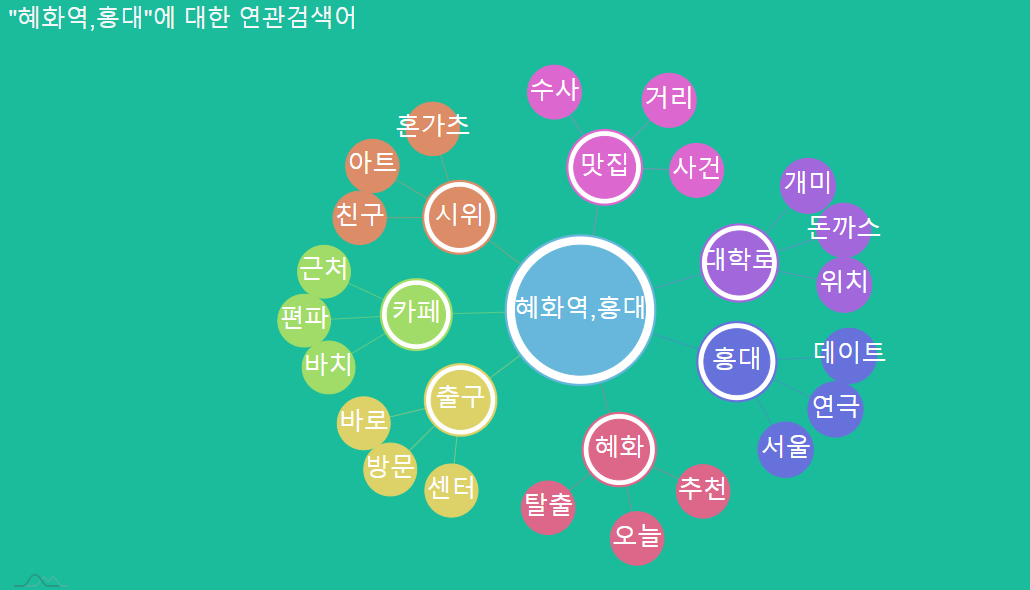 "혜화역,홍대"에 대한 연관검색어
수사
거리
맛집
사건
혼가츠
아트
친구
시위
개미
돈까스
대학로
위치
근처
편파
카페
바치
혜화역,홍대
데이트
홍대
연극
서울
출구
바로
방문
센터
혜화
추천
탈출
오늘